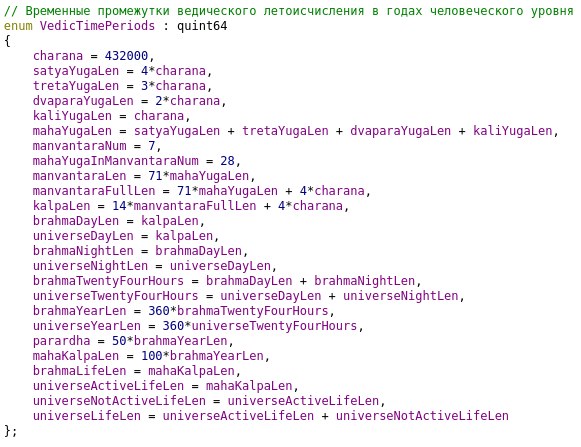 // Временные промежутки ведического летоисчисления в годах человеческого уровня
enum VedicTimePeriods : quint64
{
    charana = 432000,
    satyaYugaLen = 4*charana,
    tretaYugaLen = 3*charana,
    dvaparaYugaLen = 2*charana,
    kaliYugaLen = charana,
    mahaYugaLen = satyaYugaLen + tretaYugaLen + dvaparaYugaLen + kaliYugaLen,
    manvantaraNum = 7,
    mahaYugaInManvantaraNum = 28,
    manvantaraLen = 71*mahaYugaLen,
    manvantaraFullLen = 71*mahaYugaLen + 4*charana,
    kalpaLen = 14*manvantaraFullLen + 4*charana,
    brahmaDayLen = kalpaLen,
    universeDayLen = kalpaLen,
    brahmaNightLen = brahmaDayLen,
    universeNightLen = universeDayLen,
    brahmaTwentyFourHours = brahmaDayLen + brahmaNightLen,
    universeTwentyFourHours = universeDayLen + universeNightLen,
    brahmaYearLen = 360*brahmaTwentyFourHours,
    universeYearLen = 360*universeTwentyFourHours,
    parardha = 50*brahmaYearLen,
    mahaKalpaLen = 100*brahmaYearLen,
    brahmaLifeLen = mahaKalpaLen,
    universeActiveLifeLen = mahaKalpaLen,
    universeNotActiveLifeLen = universeActiveLifeLen,
    universeLifeLen = universeActiveLifeLen + universeNotActiveLifeLen
};